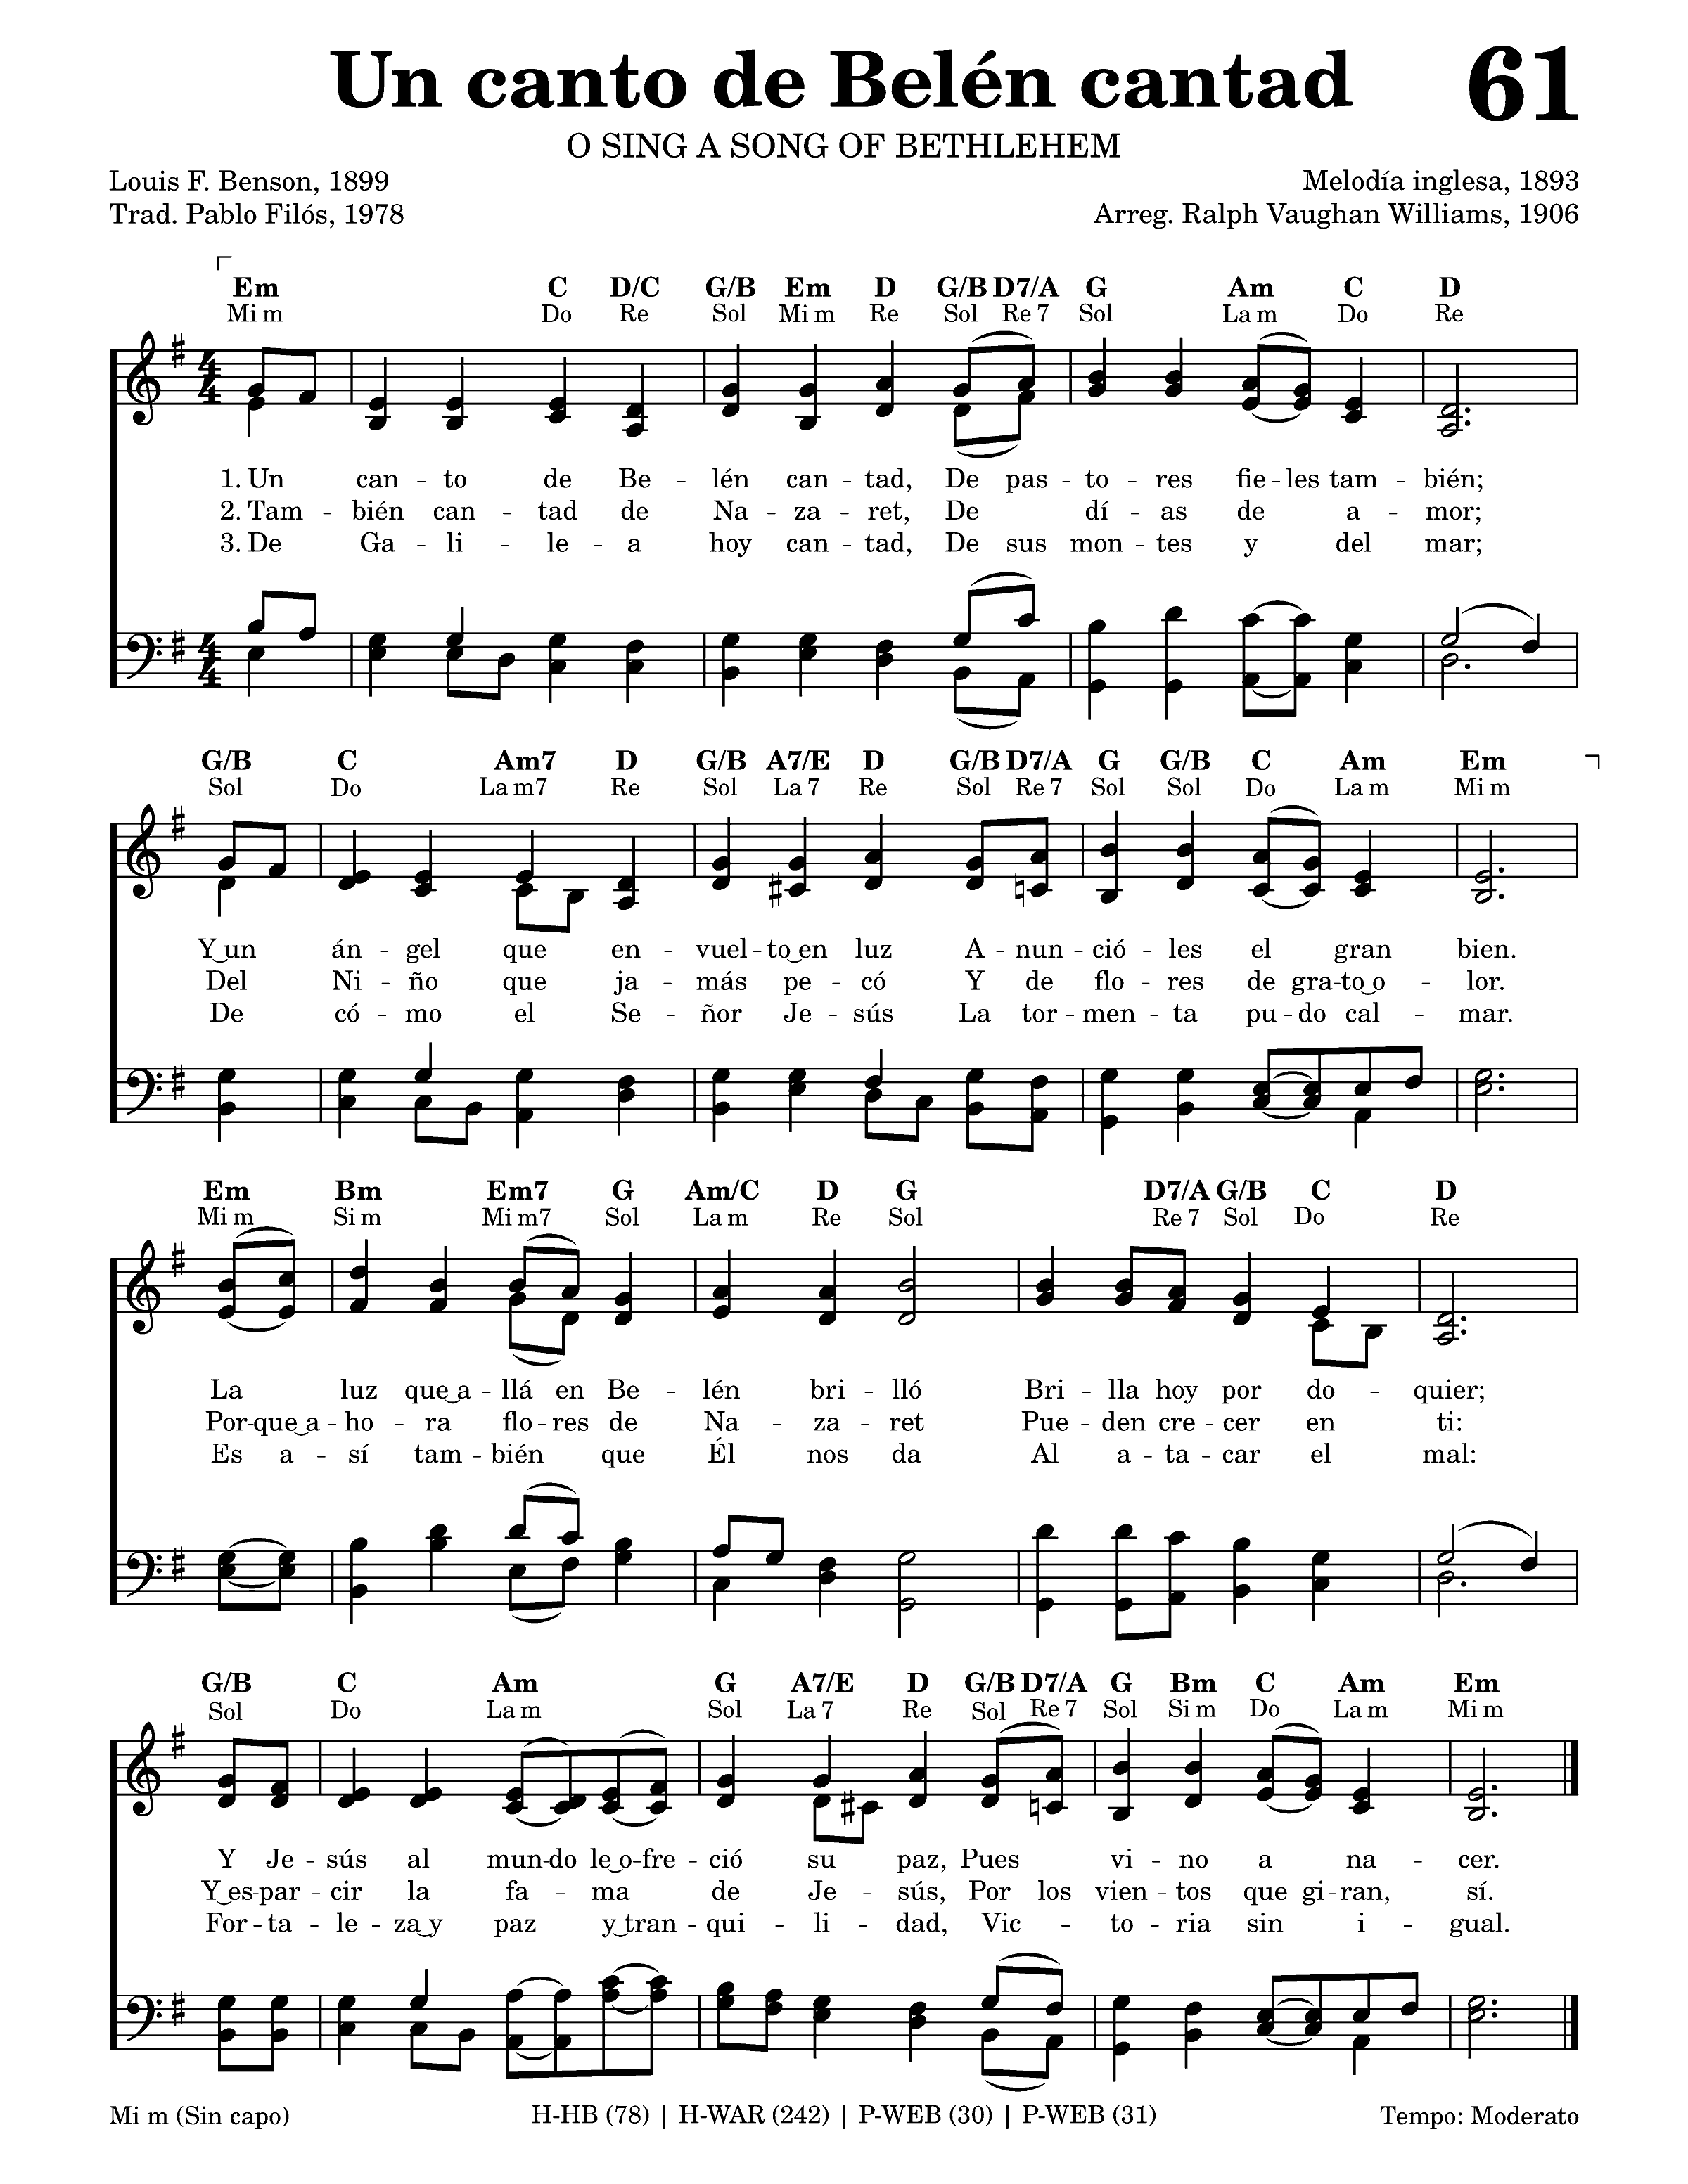 Un canto de Belén cantad 61
O SING A SONG OF BETHLEHEM
Louis F. Benson, 1899 Melodía inglesa, 1893
Trad. Pablo Filós, 1978 Arreg. Ralph Vaughan Williams, 1906
Em C D/C G/B Em D G/B D7/A G Am C D
Mi m Do Re Sol Mi m Re Sol Re 7 Sol La m Do Re
1. Un can - to de Be - lén can - tad, De pas - to - res fie - les tam - bién;
2. Tam - bién can - tad de Na - za - ret, De dí - as de a - mor;
3. De Ga - li - le - a hoy can - tad, De sus mon - tes y del mar;
G/B C Am7 D G/B A7/E D G/B D7/A G G/B C Am Em
Sol Do La m7 Re Sol La 7 Re Sol Re 7 Sol Sol Do La m Mi m
Y‿un án - gel que en - vuel - to‿en luz A - nun - ció - les el gran bien.
Del Ni - ño que ja - más pe - có Y de flo - res de gra - to‿o - lor.
De có - mo el Se - ñor Je - sús La tor - men - ta pu - do cal - mar.
Em Bm Em7 G Am/C D G D7/A G/B C D
Mi m Si m Mi m7 Sol La m Re Sol Re 7 Sol Do Re
La luz que‿a - llá en Be - lén bri - lló Bri - lla hoy por do - quier;
Por - que‿a - ho - ra flo - res de Na - za - ret Pue - den cre - cer en ti:
Es a - sí tam - bién que Él nos da Al a - ta - car el mal:
G/B C Am G A7/E D G/B D7/A G Bm C Am Em
Sol Do La m Sol La 7 Re Sol Re 7 Sol Si m Do La m Mi m
Y Je - sús al mun - do le‿o - fre - ció su paz, Pues vi - no a na - cer.
Y‿es - par - cir la fa - ma de Je - sús, Por los vien - tos que gi - ran, sí.
For - ta - le - za‿y paz y‿tran - qui - li - dad, Vic - to - ria sin i - gual.
Mi m (Sin capo) H-HB (78) | H-WAR (242) | P-WEB (30) | P-WEB (31) Tempo: Moderato